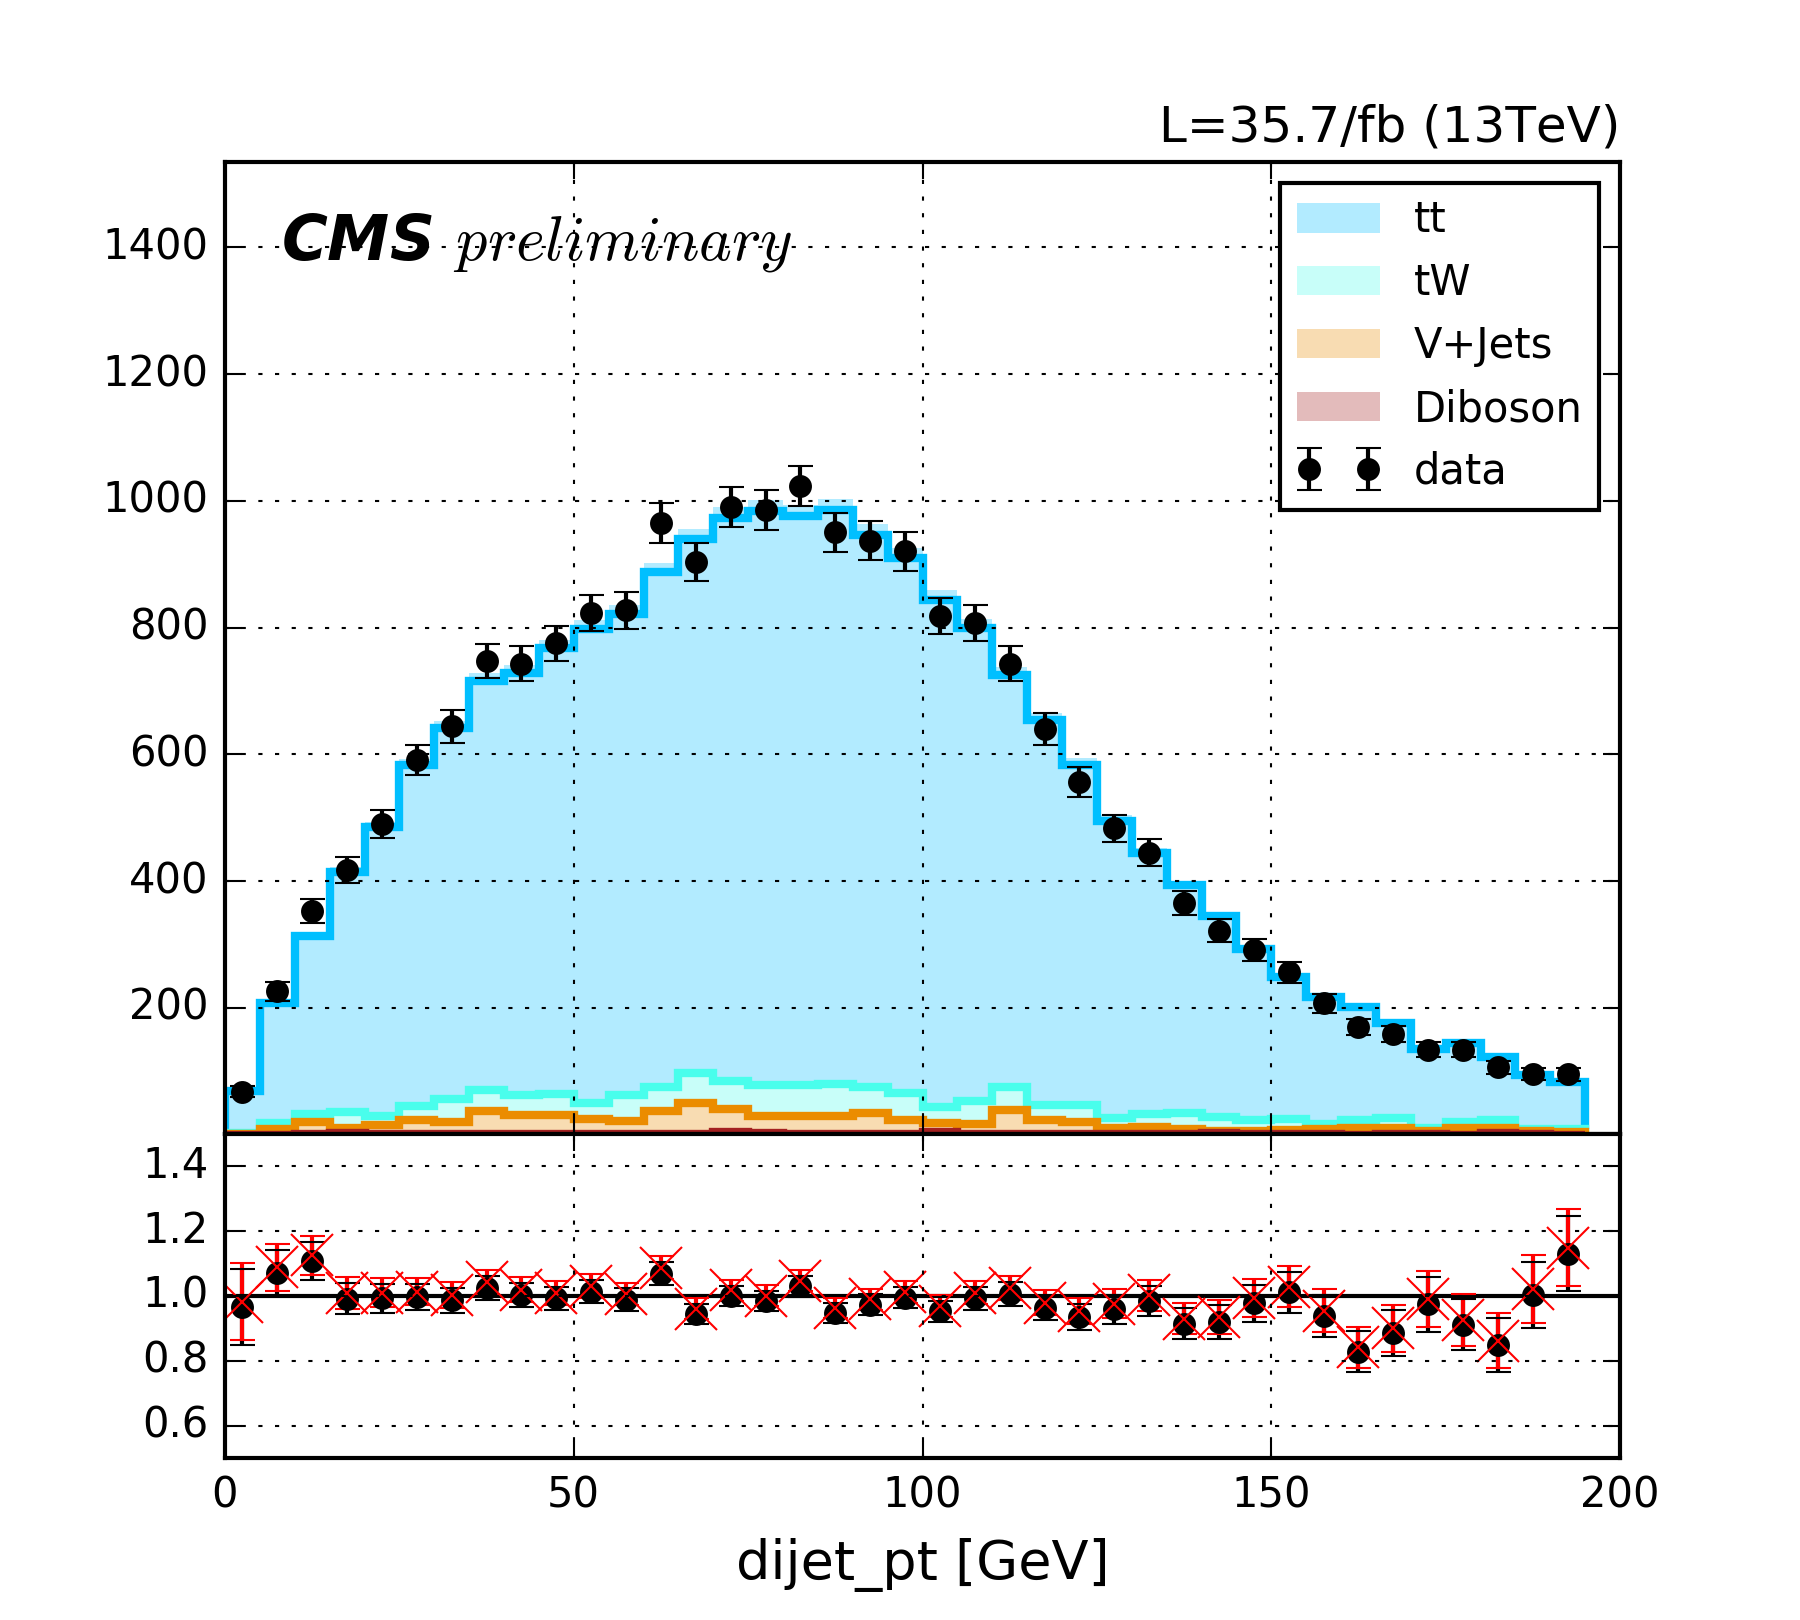 L=35.7/fb (13TeV)
CMS preliminary
tt
tW
V+Jets
Diboson
data
1400
1200
1000
800
600
400
200
1.4
1.2
1.0
0.8
0.6
0 50 100 150 200
dijet_pt [GeV]